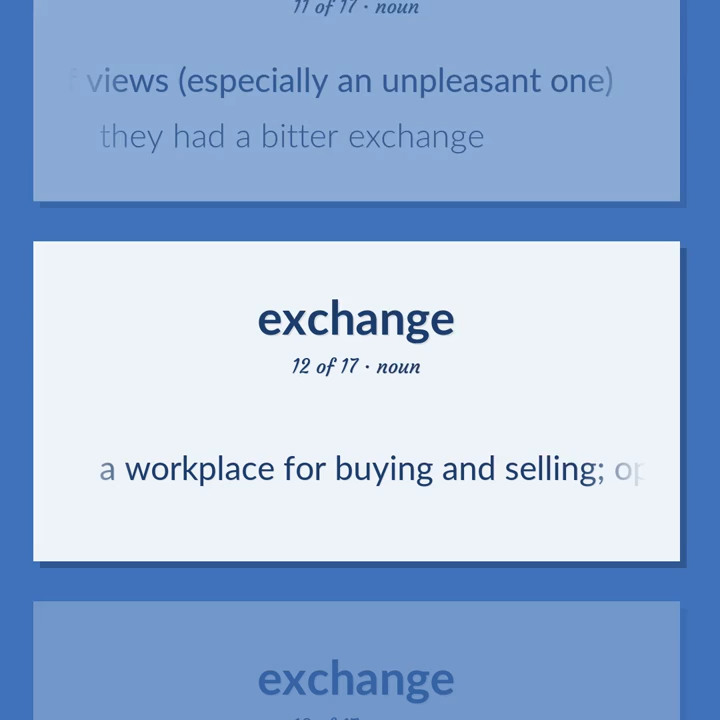 11 of 17 · noun
views (especially an unpleasant one)
they had a bitter exchange
exchange
12 of 17 · noun
a workplace for buying and selling;
exchange